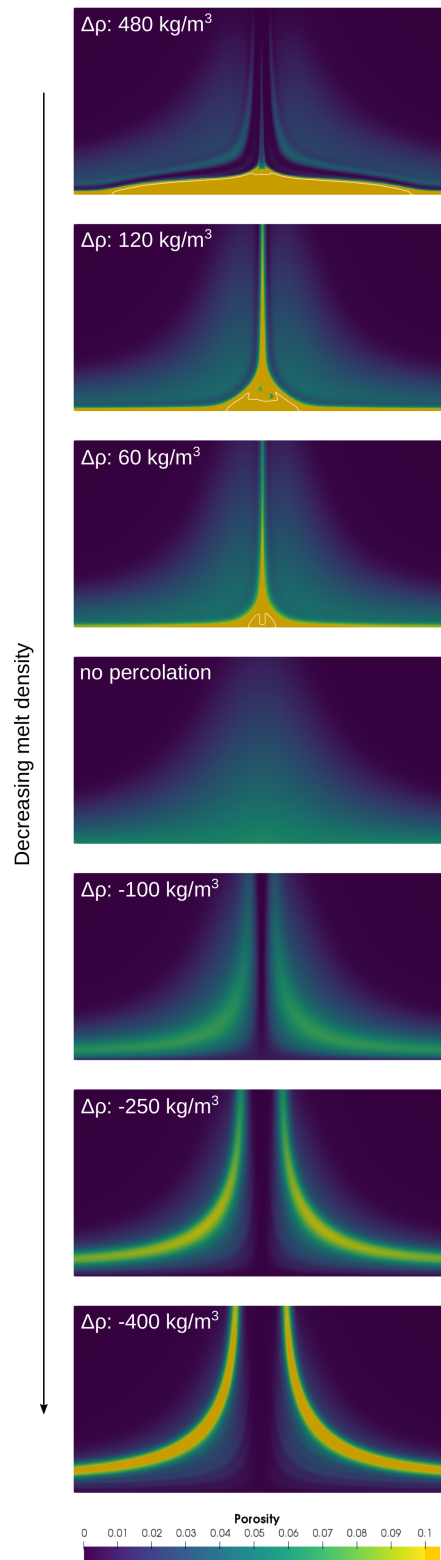 Δρ: 480 kg/m³
Δρ: 120 kg/m³
Δρ: 60 kg/m³
no percolation
Δρ: -100 kg/m³
Δρ: -250 kg/m³
Δρ: -400 kg/m³
Decreasing melt density
Porosity
0 0.01 0.02 0.03 0.04 0.05 0.06 0.07 0.08 0.09 0.1